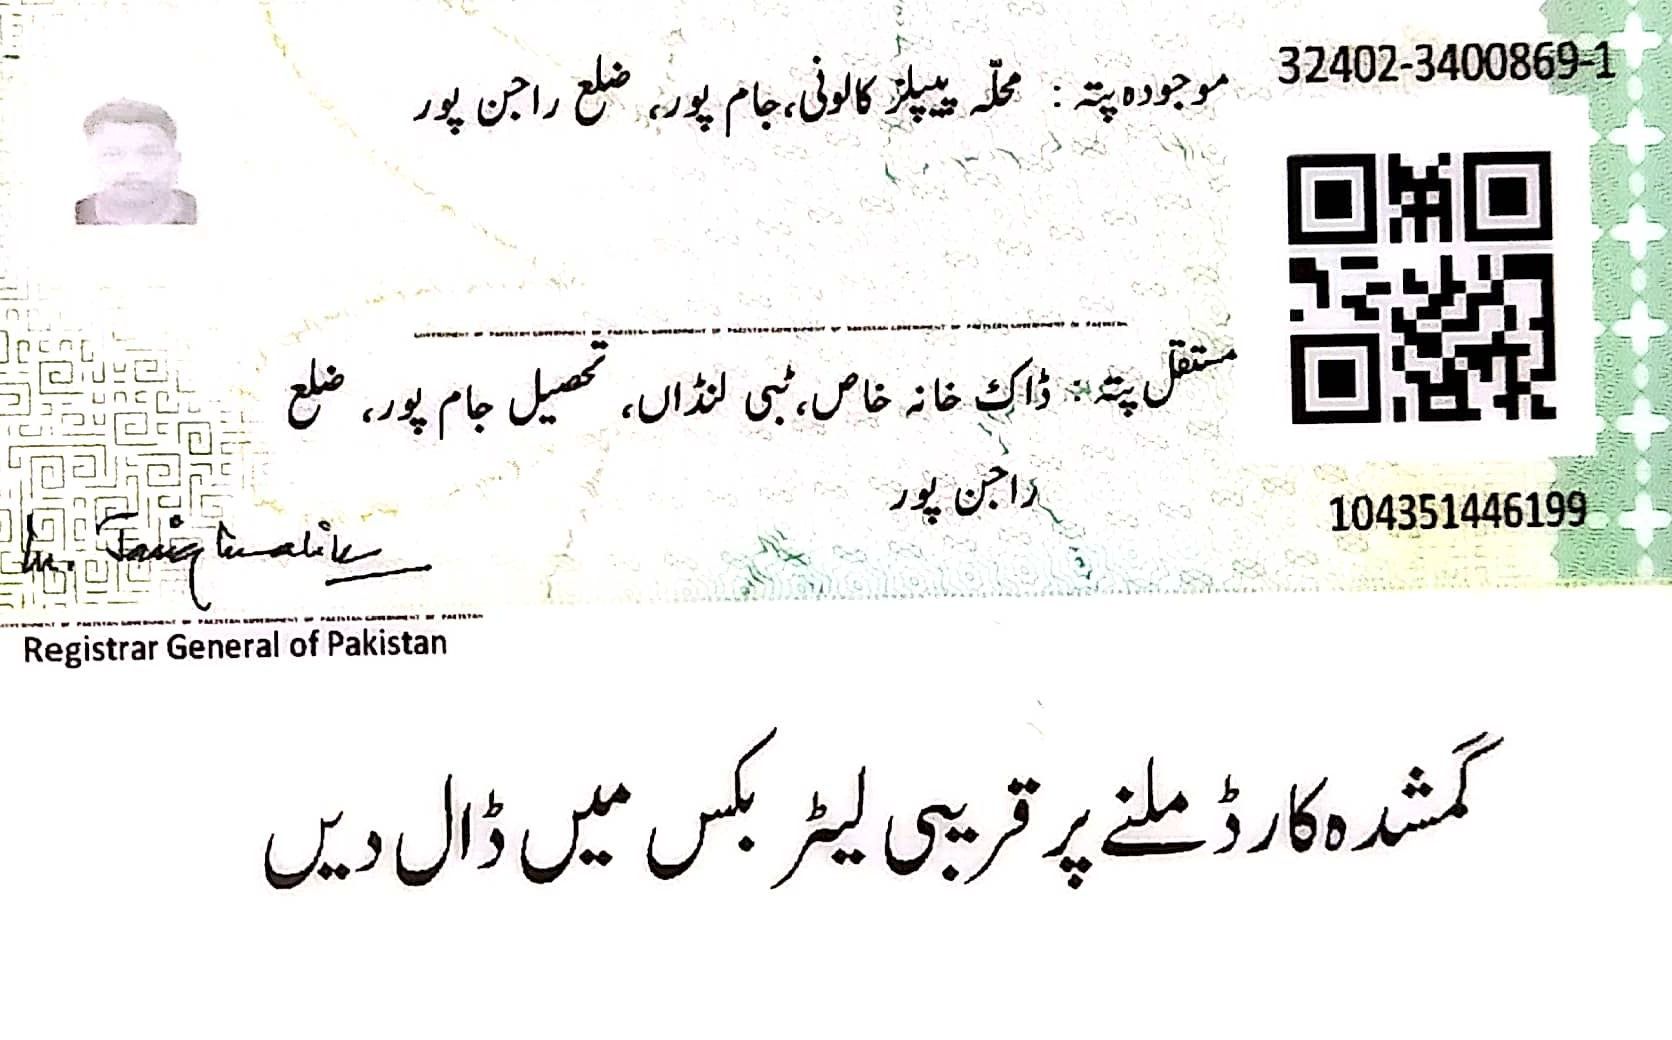 32402-3400869-1
موجودہ پتہ : محلّہ پیپلز کالونی، جام پور، ضلع راجن پور
مستقل پتہ : ڈاک خانہ خاص، ٹبی لنڈاں، تحصیل جام پور، ضلع
راجن پور
104351446199
Registrar General of Pakistan
گمشدہ کارڈ ملنے پر قریبی لیٹر بکس میں ڈال دیں